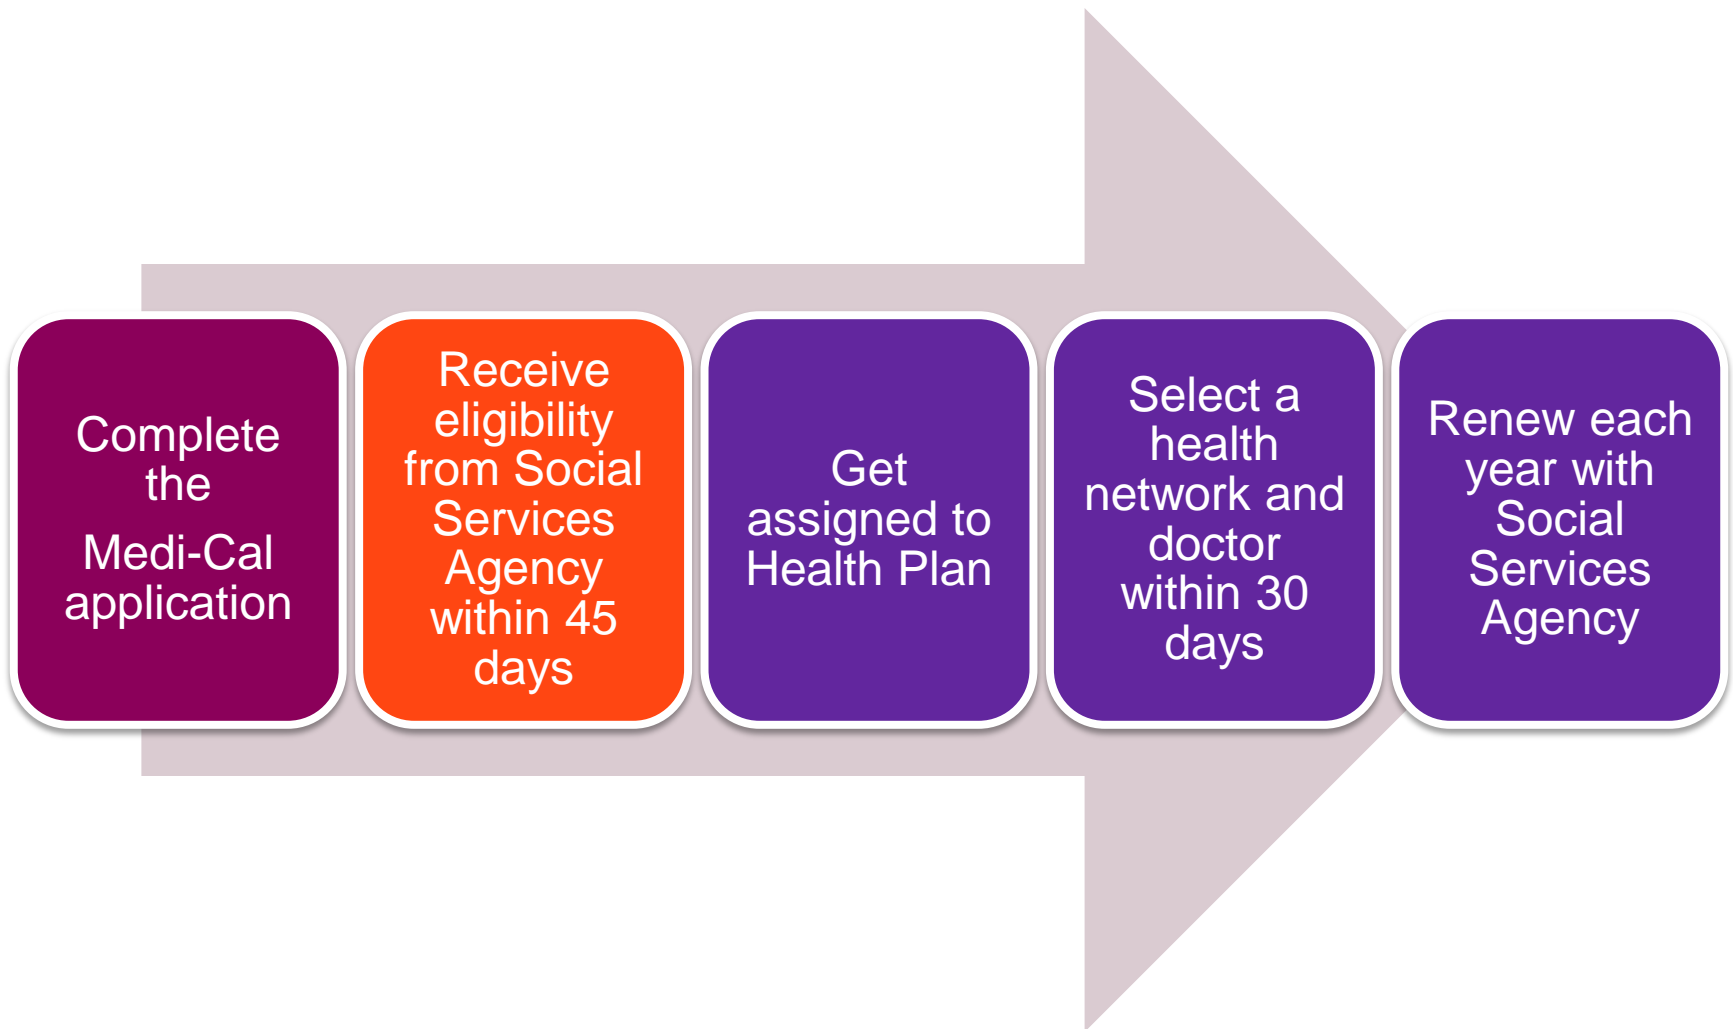 Complete
the
Medi-Cal
application
Receive
eligibility
from Social
Services
Agency
within 45
days
Get
assigned to
Health Plan
Select a
health
network and
doctor
within 30
days
Renew each
year with
Social
Services
Agency